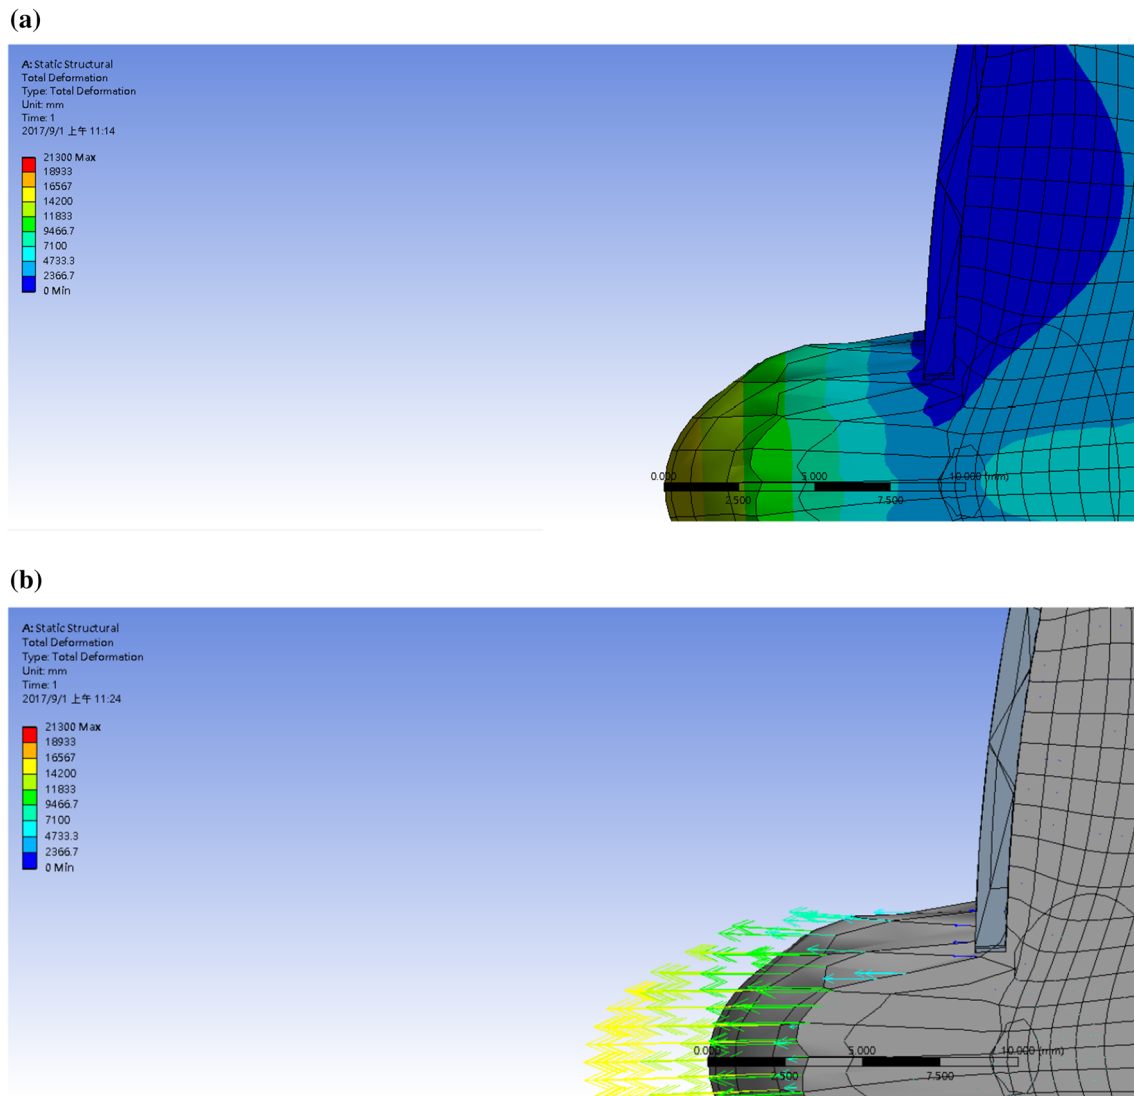 (a)
A: Static Structural
Total Deformation
Type: Total Deformation
Unit: mm
Time: 1
2017/9/1 上午 11:14
21300 Max
18933
16567
14200
11833
9466.7
7100
4733.3
2366.7
0 Min
0.000 5.000 10.000 (mm)
2.500 7.500
(b)
A: Static Structural
Total Deformation
Type: Total Deformation
Unit: mm
Time: 1
2017/9/1 上午 11:24
21300 Max
18933
16567
14200
11833
9466.7
7100
4733.3
2366.7
0 Min
0.000 5.000 10.000 (mm)
2.500 7.500